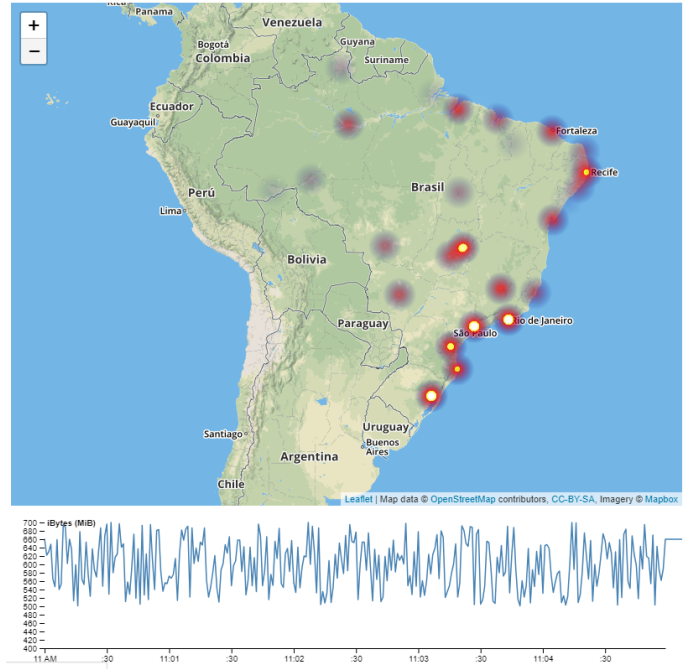 +
−
Panama
Venezuela
Bogotá
Guyana
Colombia
Suriname
Ecuador
Guayaquil
Fortaleza
Recife
Brasil
Perú
Lima
Bolivia
Paraguay
Rio de Janeiro
São Paulo
Uruguay
Santiago
Buenos
Aires
Argentina
Chile
Leaflet | Map data © OpenStreetMap contributors, CC-BY-SA, Imagery © Mapbox
iBytes (MiB)
700
680
660
640
620
600
580
560
540
520
500
480
460
440
420
400
11 AM :30 11:01 :30 11:02 :30 11:03 :30 11:04 :30